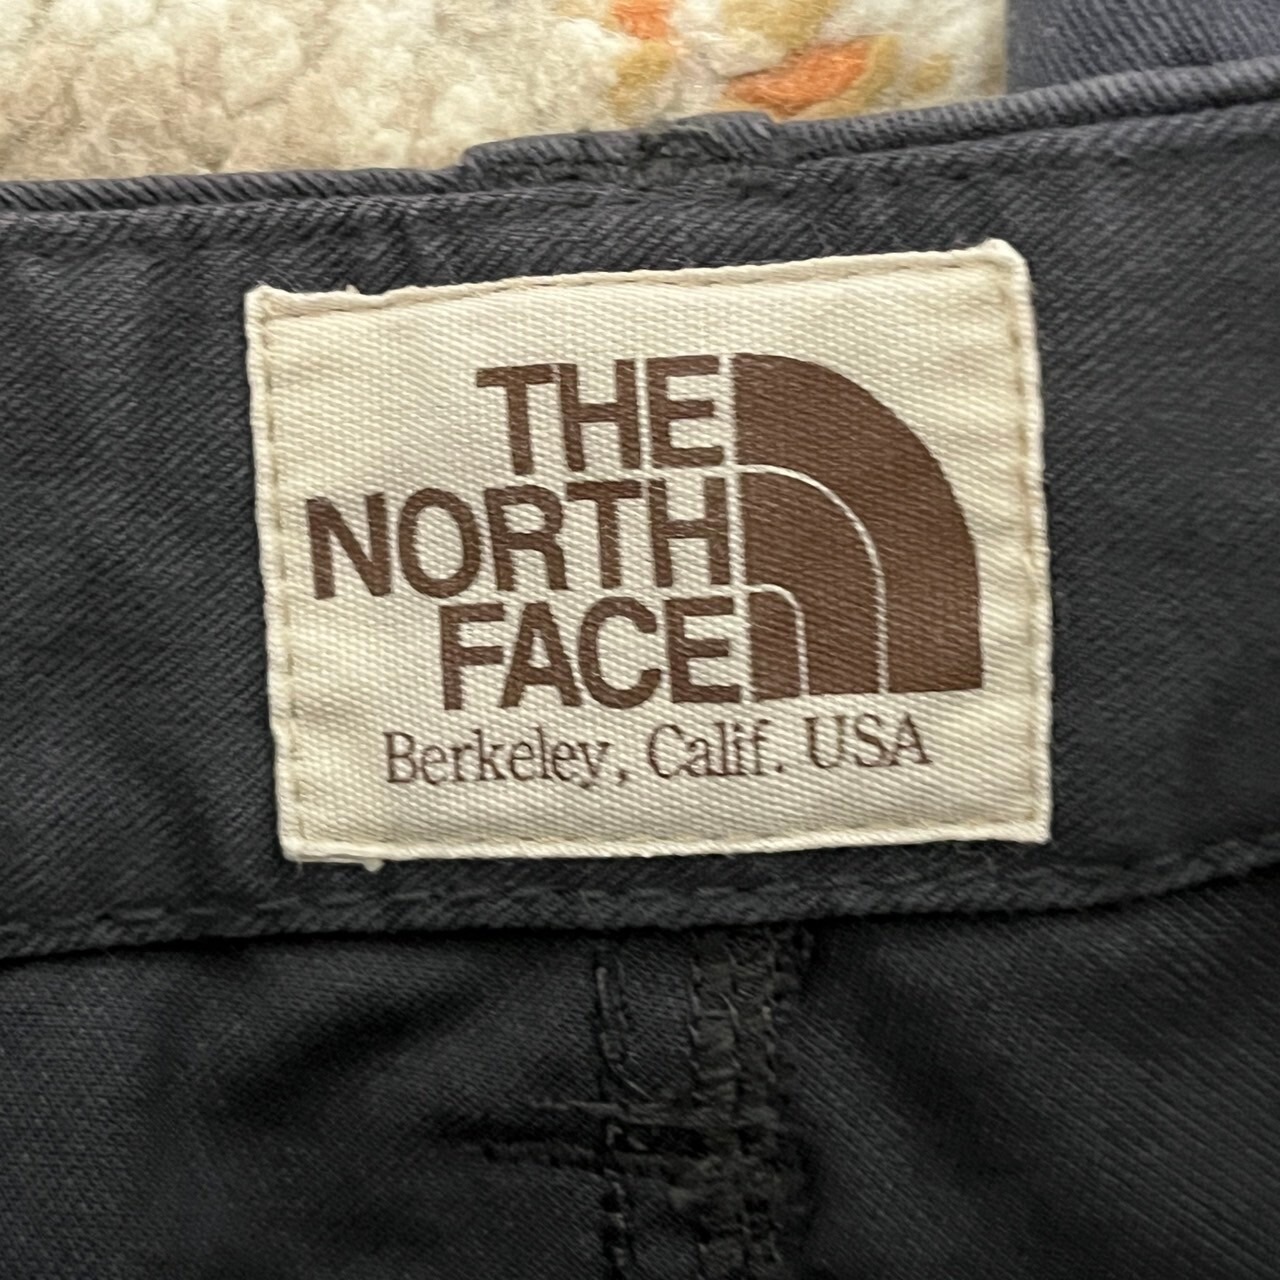 THE
NORTH
FACE
Berkeley, Calif. USA